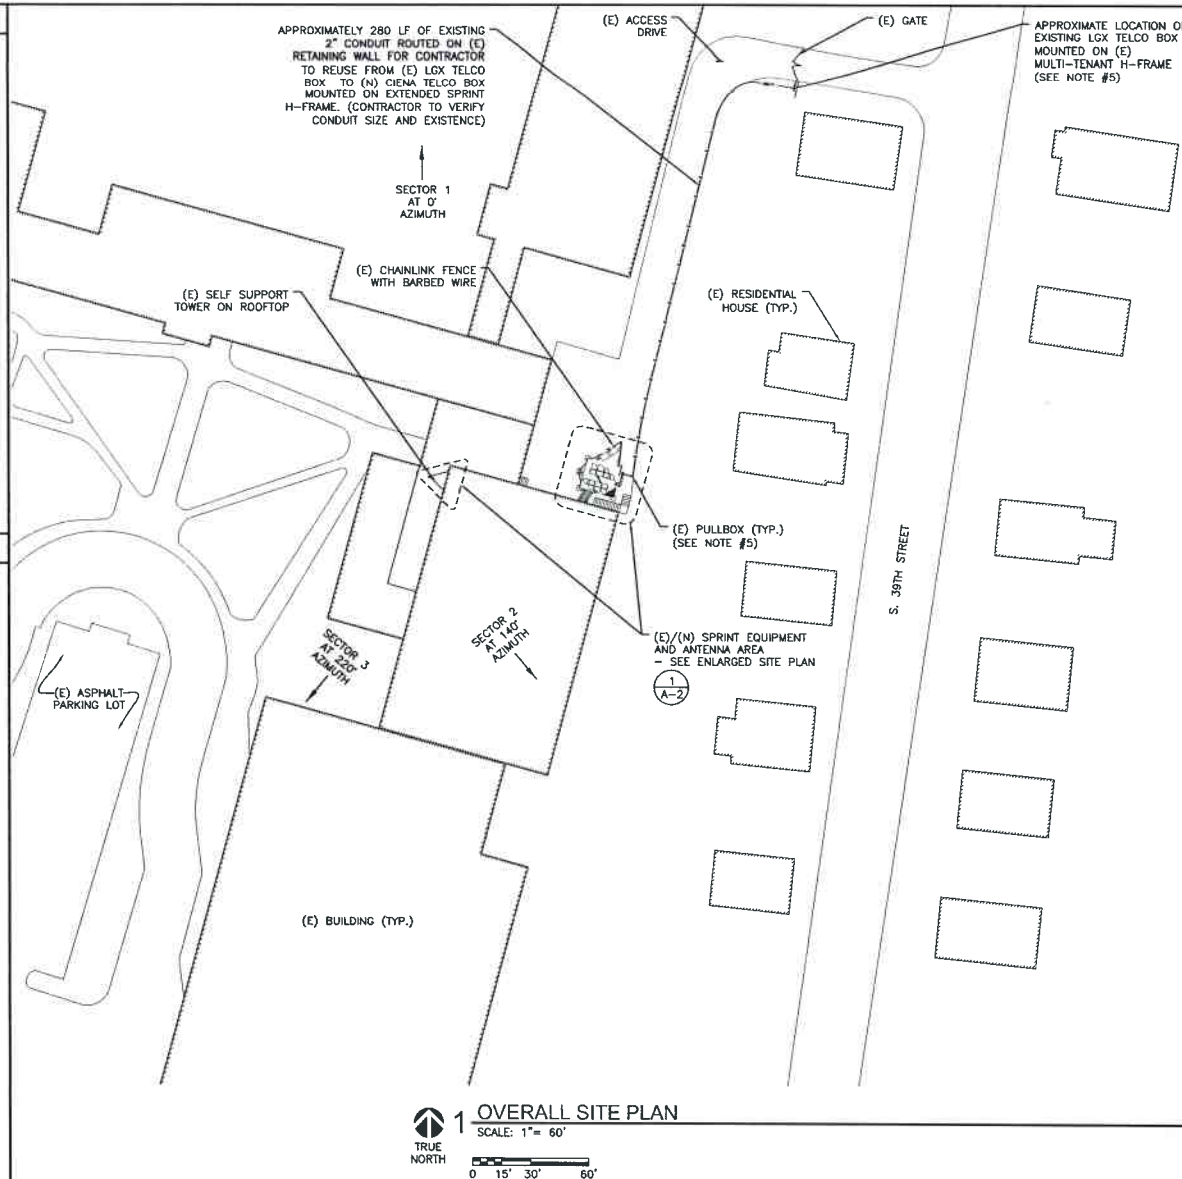 APPROXIMATELY 280 LF OF EXISTING
2" CONDUIT ROUTED ON (E)
RETAINING WALL FOR CONTRACTOR
TO REUSE FROM (E) LGX TELCO
BOX TO (N) CIENA TELCO BOX
MOUNTED ON EXTENDED SPRINT
H-FRAME. (CONTRACTOR TO VERIFY
CONDUIT SIZE AND EXISTENCE)
(E) ACCESS
DRIVE
(E) GATE
APPROXIMATE LOCATION O
EXISTING LGX TELCO BOX
MOUNTED ON (E)
MULTI-TENANT H-FRAME
(SEE NOTE #5)
SECTOR 1
AT 0°
AZIMUTH
(E) CHAINLINK FENCE
WITH BARBED WIRE
(E) SELF SUPPORT
TOWER ON ROOFTOP
(E) RESIDENTIAL
HOUSE (TYP.)
(E) PULLBOX (TYP.)
(SEE NOTE #5)
S. 39TH STREET
SECTOR 2
AT 140°
AZIMUTH
SECTOR 3
AT 220°
AZIMUTH
(E)/(N) SPRINT EQUIPMENT
AND ANTENNA AREA
- SEE ENLARGED SITE PLAN
1
A-2
(E) ASPHALT
PARKING LOT
(E) BUILDING (TYP.)
1 OVERALL SITE PLAN
SCALE: 1"= 60'
TRUE
NORTH
0 15' 30' 60'